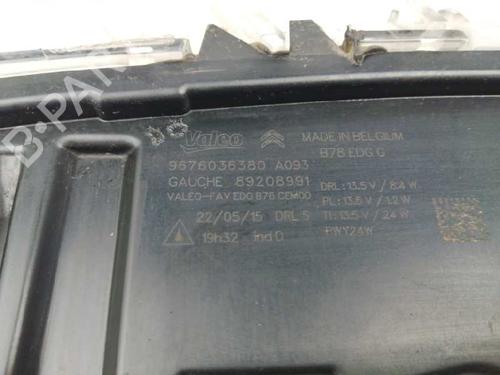 B-PA
Valeo MADE IN BELGIUM
B78 EDG G
9676036380 A093
GAUCHE 89208991
DRL: 13.5 V / 8.4 W
VALEO-FAV EDG B78 CEMOO
PL: 13.5 V / 1.2 W
22/05/15 DRL S
TI: 13.5 V / 24 W
19h32 ind D
PWY24W